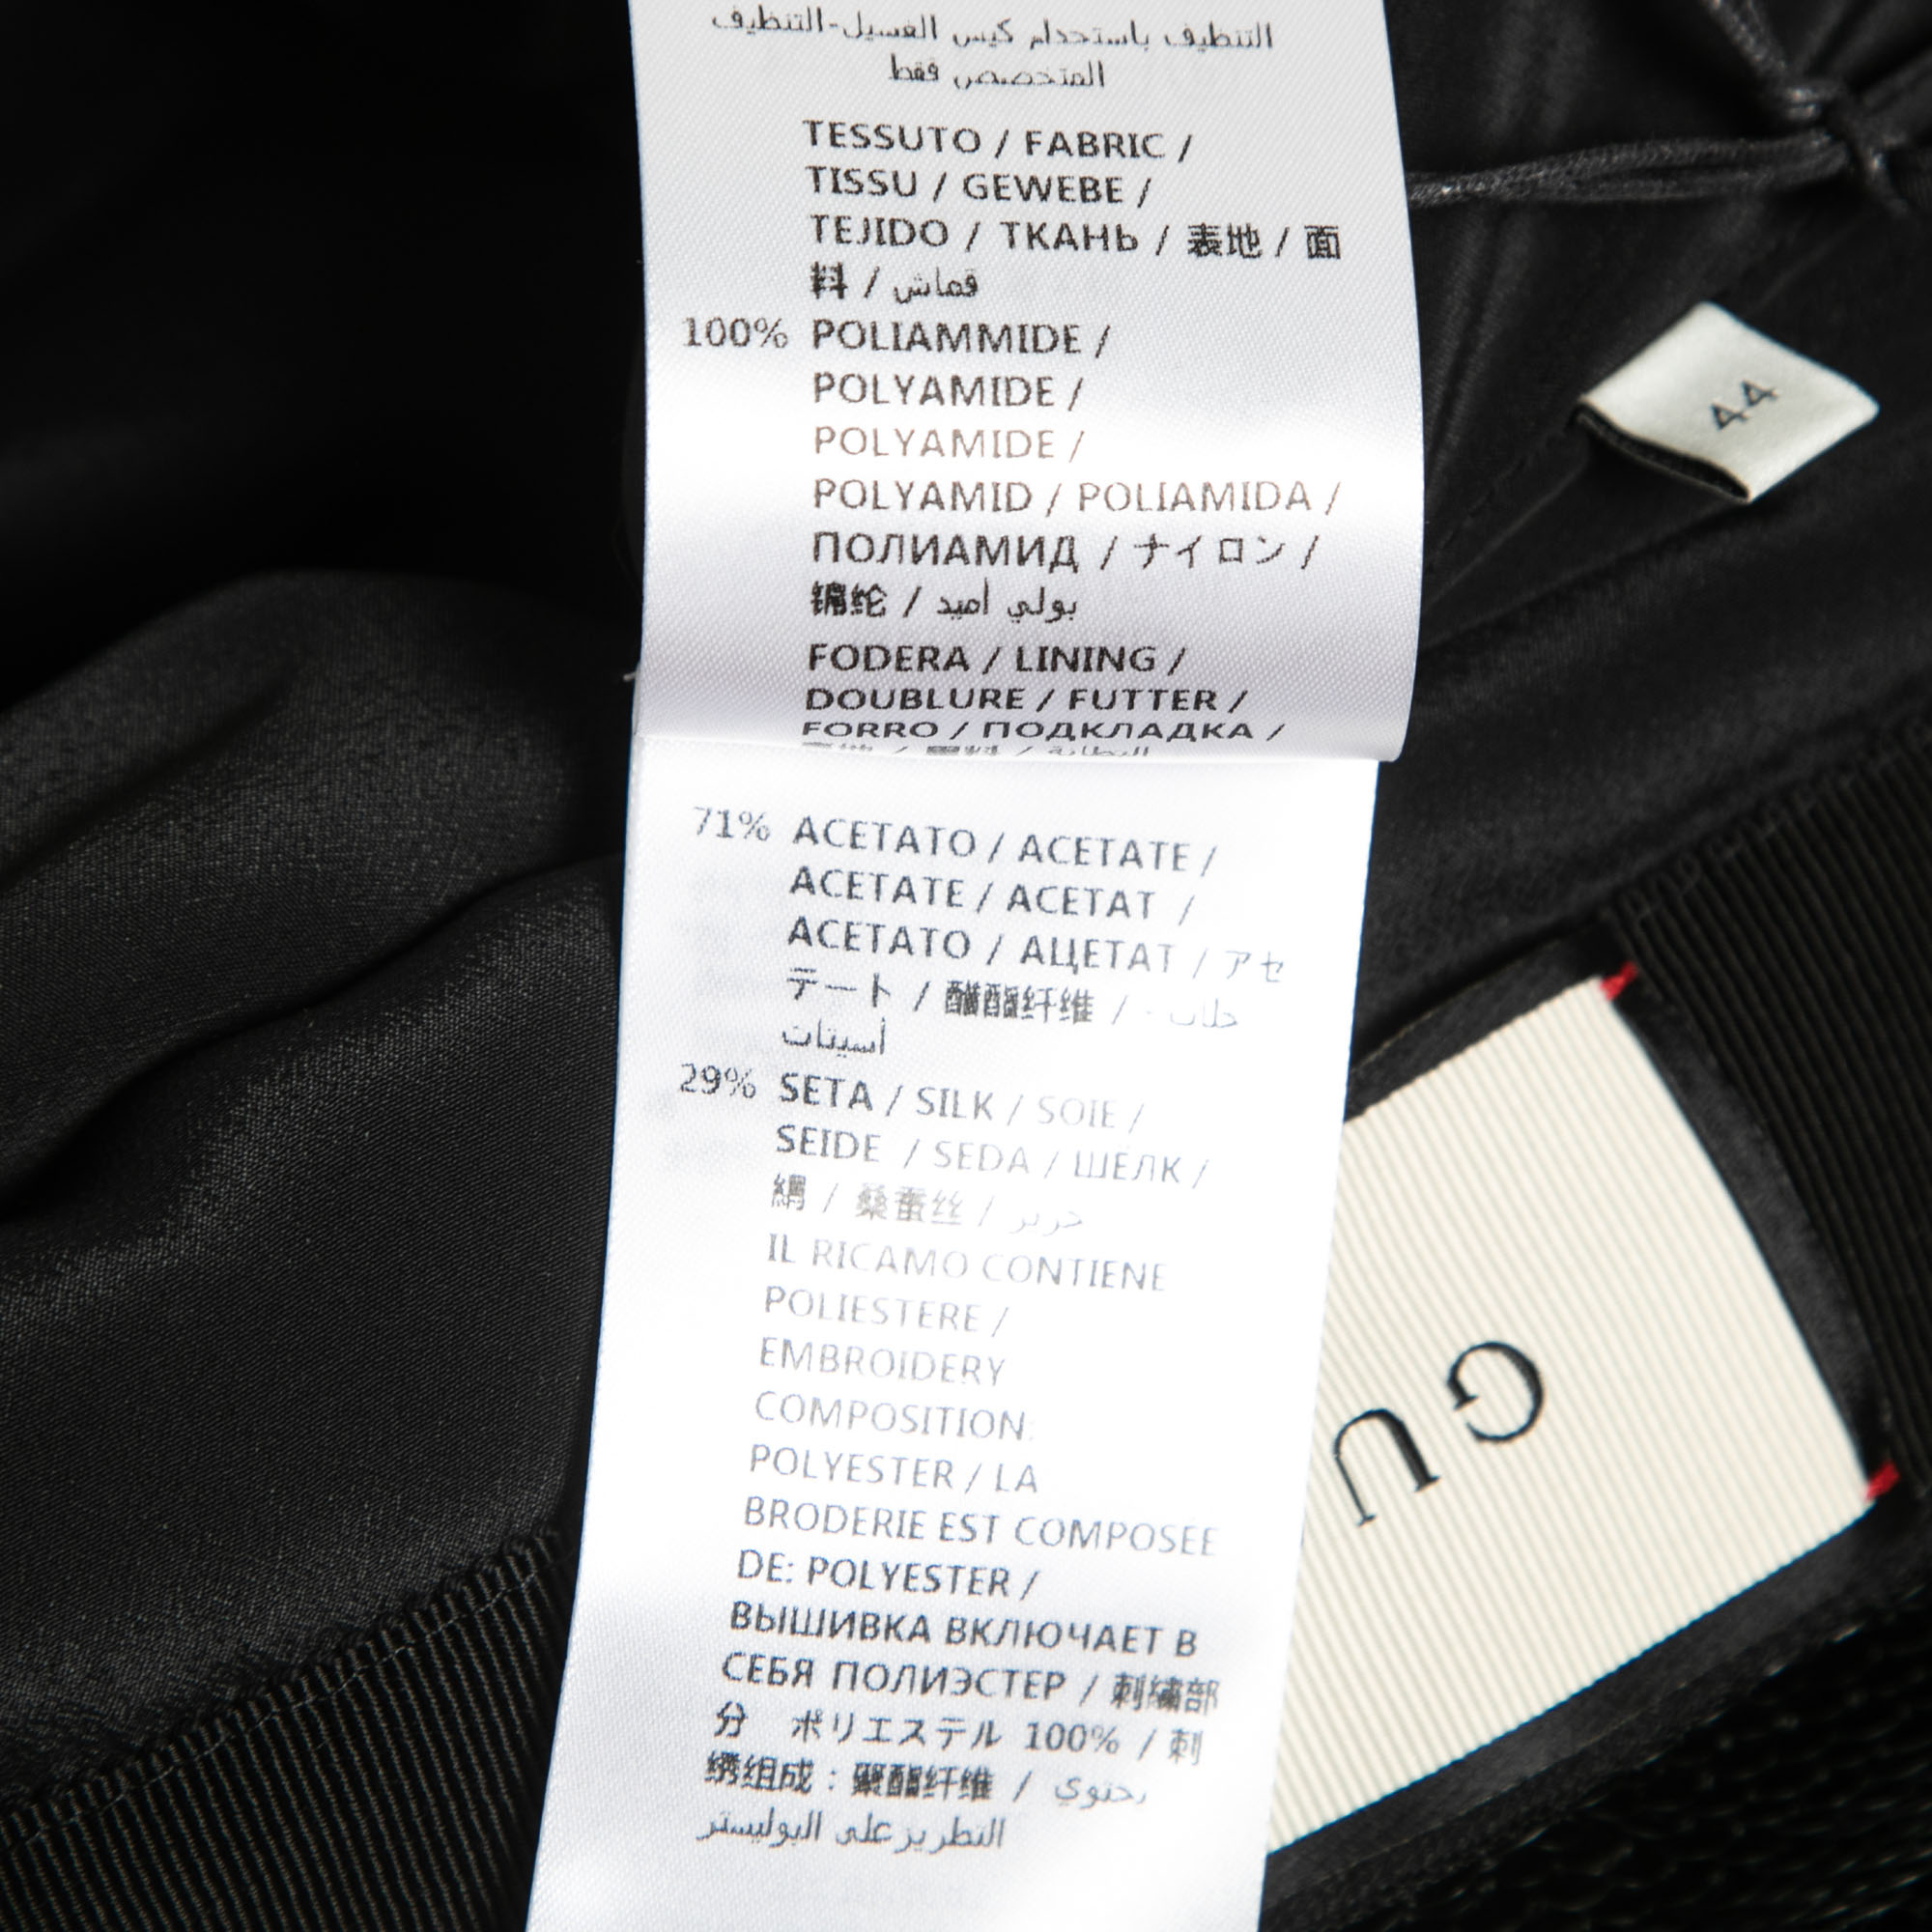 التنظيف باستخدام كيس الغسيل-التنظيف
المتخصص فقط
TESSUTO / FABRIC /
TISSU / GEWEBE /
TEJIDO / ТКАНЬ / 表地 / 面
料 / قماش
100% POLIAMMIDE /
POLYAMIDE /
POLYAMIDE /
POLYAMID / POLIAMIDA /
ПОЛИАМИД / ナイロン /
锦纶 / بولي أميد
FODERA / LINING /
DOUBLURE / FUTTER /
FORRO / ПОДКЛАДКА /
71% ACETATO / ACETATE /
ACETATE / ACETAT /
ACETATO / АЦЕТАТ / アセ
テート / 醋酯纤维 / - خلات
أسيتات
29% SETA / SILK / SOIE /
SEIDE / SEDA / ШЕЛК /
絹 / 桑蚕丝 / حرير
IL RICAMO CONTIENE
POLIESTERE /
EMBROIDERY
COMPOSITION:
POLYESTER / LA
BRODERIE EST COMPOSEE
DE: POLYESTER /
ВЫШИВКА ВКЛЮЧАЕТ В
СЕБЯ ПОЛИЭСТЕР / 刺繍部
分 ポリエステル 100% / 刺
绣组成：聚酯纤维 / يحتوي
التطريز على البوليستر
44
GU